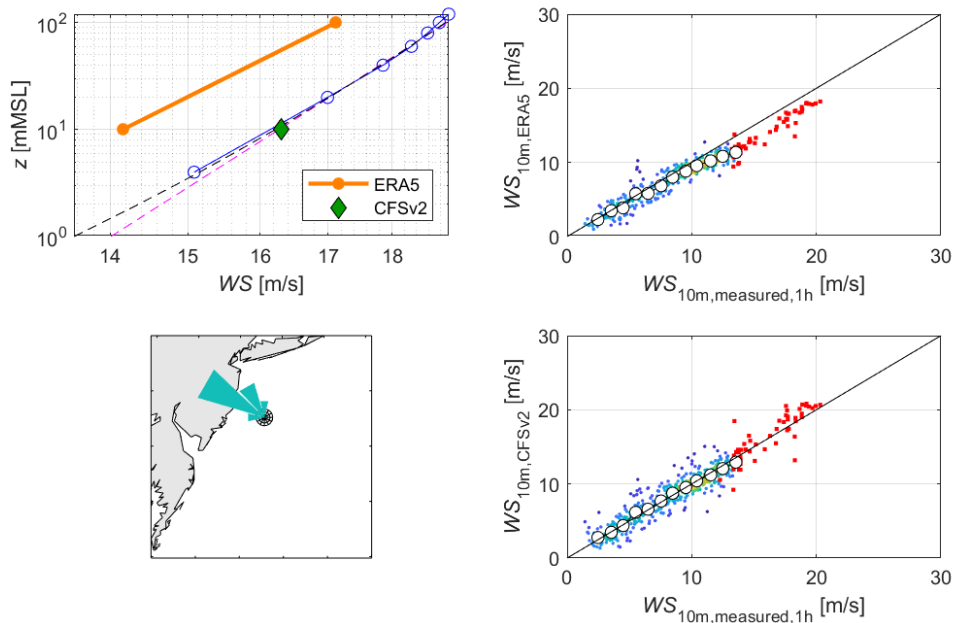 10²
10¹
10⁰
z [mMSL]
14 15 16 17 18
WS [m/s]
ERA5
CFSv2
30
20
10
0
WS10m,ERA5 [m/s]
0 10 20 30
WS10m,measured,1h [m/s]
30
20
10
0
WS10m,CFSv2 [m/s]
0 10 20 30
WS10m,measured,1h [m/s]